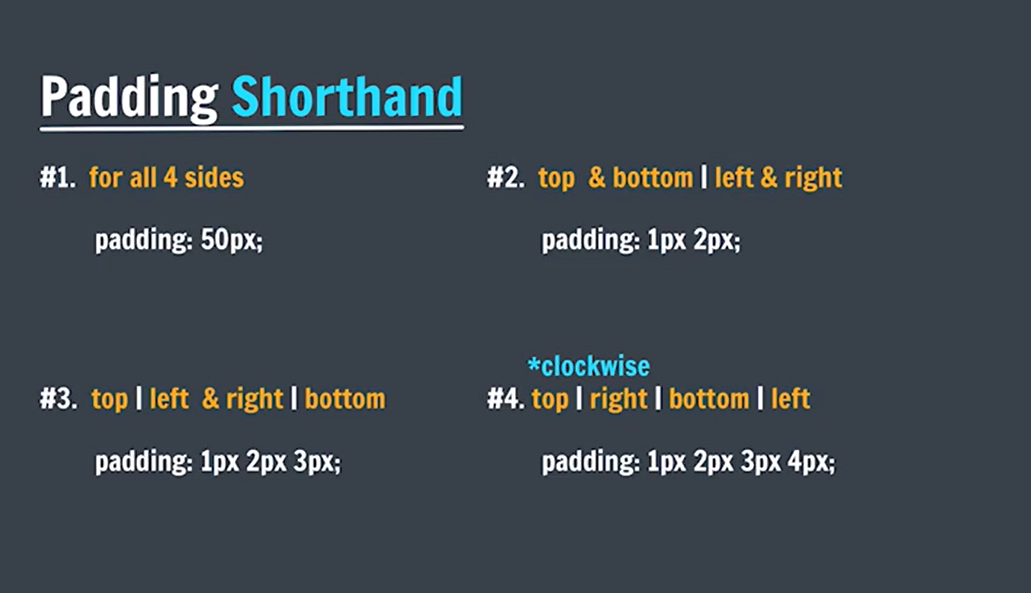 Padding Shorthand
#1. for all 4 sides
padding: 50px;
#2. top & bottom | left & right
padding: 1px 2px;
#3. top | left & right | bottom
padding: 1px 2px 3px;
*clockwise
#4. top | right | bottom | left
padding: 1px 2px 3px 4px;